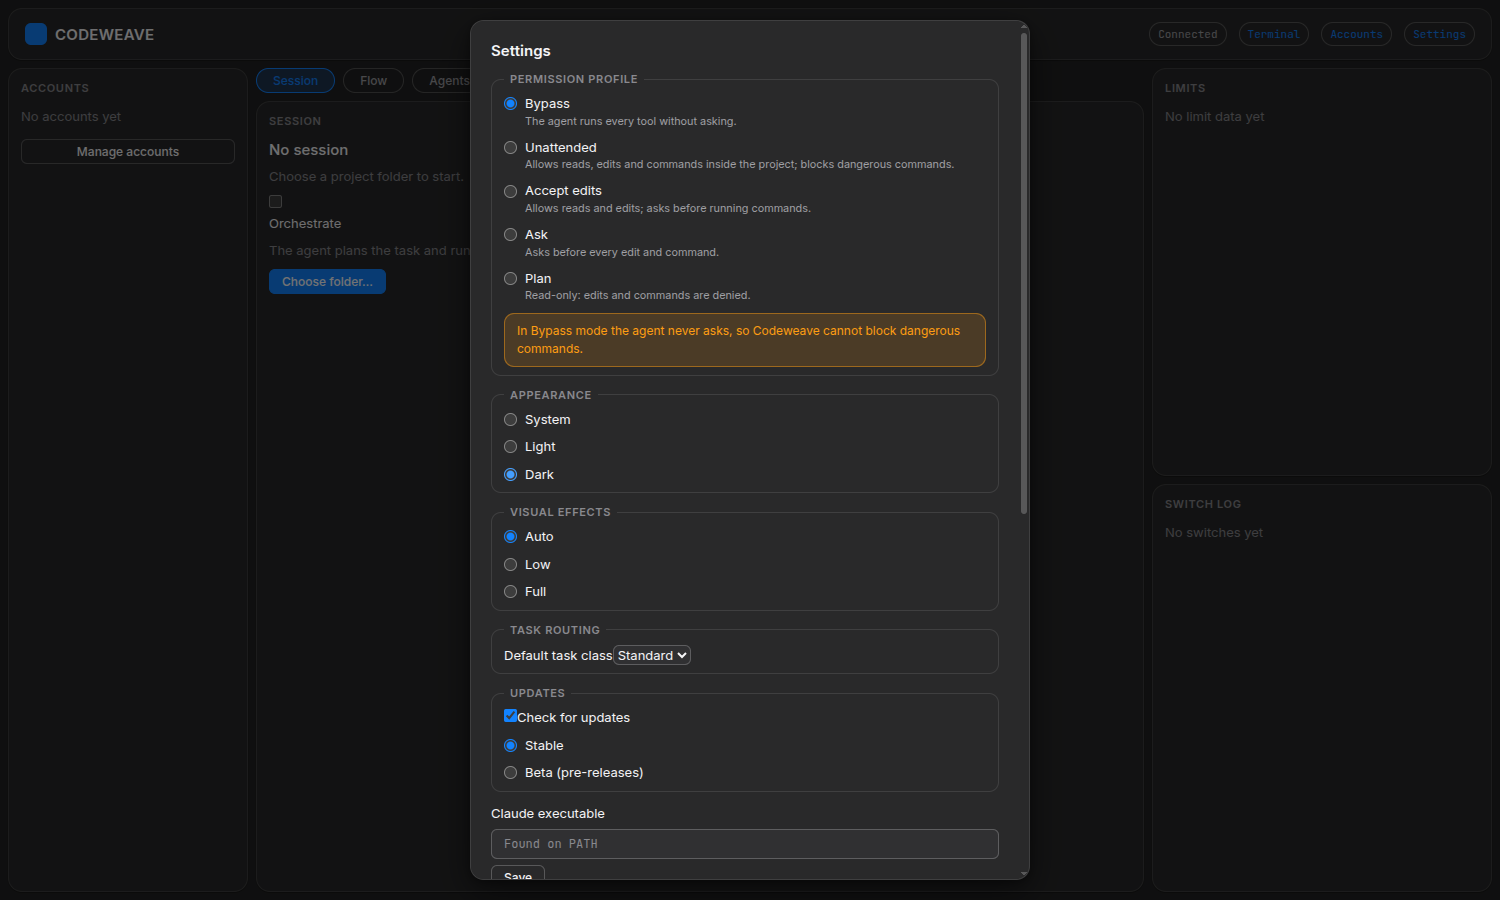 CODEWEAVE
Connected
Terminal
Accounts
Settings
ACCOUNTS
No accounts yet
Manage accounts
Session
Flow
Agents
SESSION
No session
Choose a project folder to start.
Orchestrate
The agent plans the task and run
Choose folder...
Settings
PERMISSION PROFILE
Bypass
The agent runs every tool without asking.
Unattended
Allows reads, edits and commands inside the project; blocks dangerous commands.
Accept edits
Allows reads and edits; asks before running commands.
Ask
Asks before every edit and command.
Plan
Read-only: edits and commands are denied.
In Bypass mode the agent never asks, so Codeweave cannot block dangerous
commands.
APPEARANCE
System
Light
Dark
VISUAL EFFECTS
Auto
Low
Full
TASK ROUTING
Default task class Standard
UPDATES
Check for updates
Stable
Beta (pre-releases)
Claude executable
Found on PATH
Save
LIMITS
No limit data yet
SWITCH LOG
No switches yet